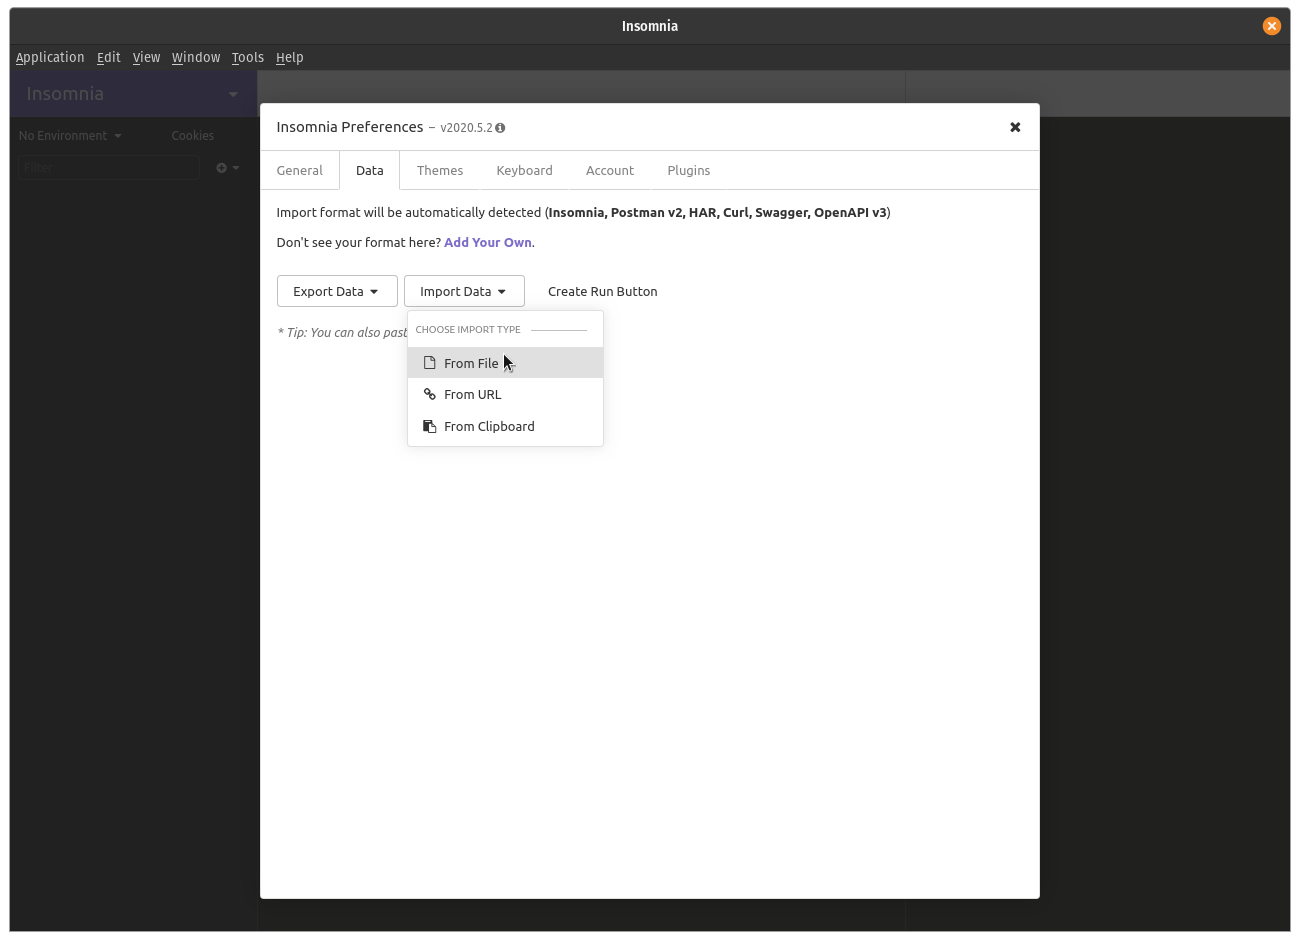 Insomnia
Application Edit View Window Tools Help
Insomnia
No Environment Cookies
Filter
Insomnia Preferences – v2020.5.2
General Data Themes Keyboard Account Plugins
Import format will be automatically detected (Insomnia, Postman v2, HAR, Curl, Swagger, OpenAPI v3)
Don't see your format here? Add Your Own.
Export Data Import Data Create Run Button
* Tip: You can also past
CHOOSE IMPORT TYPE
From File
From URL
From Clipboard